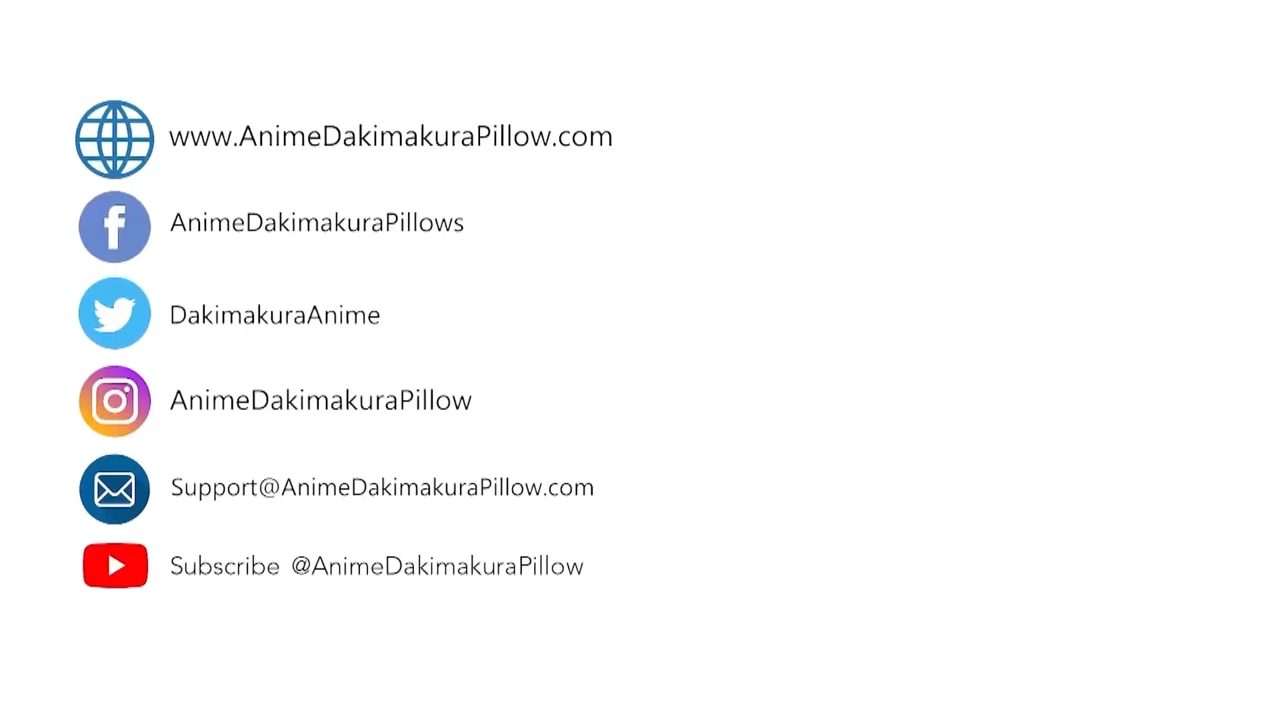 www.AnimeDakimakuraPillow.com
AnimeDakimakuraPillows
DakimakuraAnime
AnimeDakimakuraPillow
Support@AnimeDakimakuraPillow.com
Subscribe @AnimeDakimakuraPillow